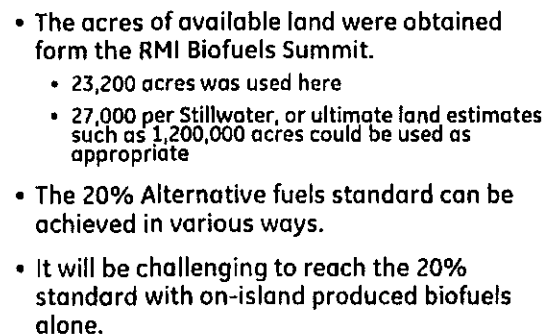 • The acres of available land were obtained
form the RMI Biofuels Summit.
• 23,200 acres was used here
• 27,000 per Stillwater, or ultimate land estimates
such as 1,200,000 acres could be used as
appropriate
• The 20% Alternative fuels standard can be
achieved in various ways.
• It will be challenging to reach the 20%
standard with on-island produced biofuels
alone.